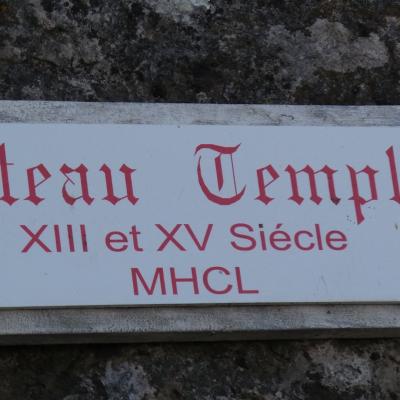 teau Templ
XIII et XV Siécle
MHCL